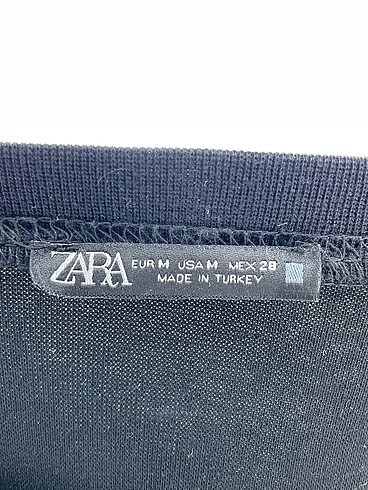 ZARA EUR M USA M MEX 28
MADE IN TURKEY